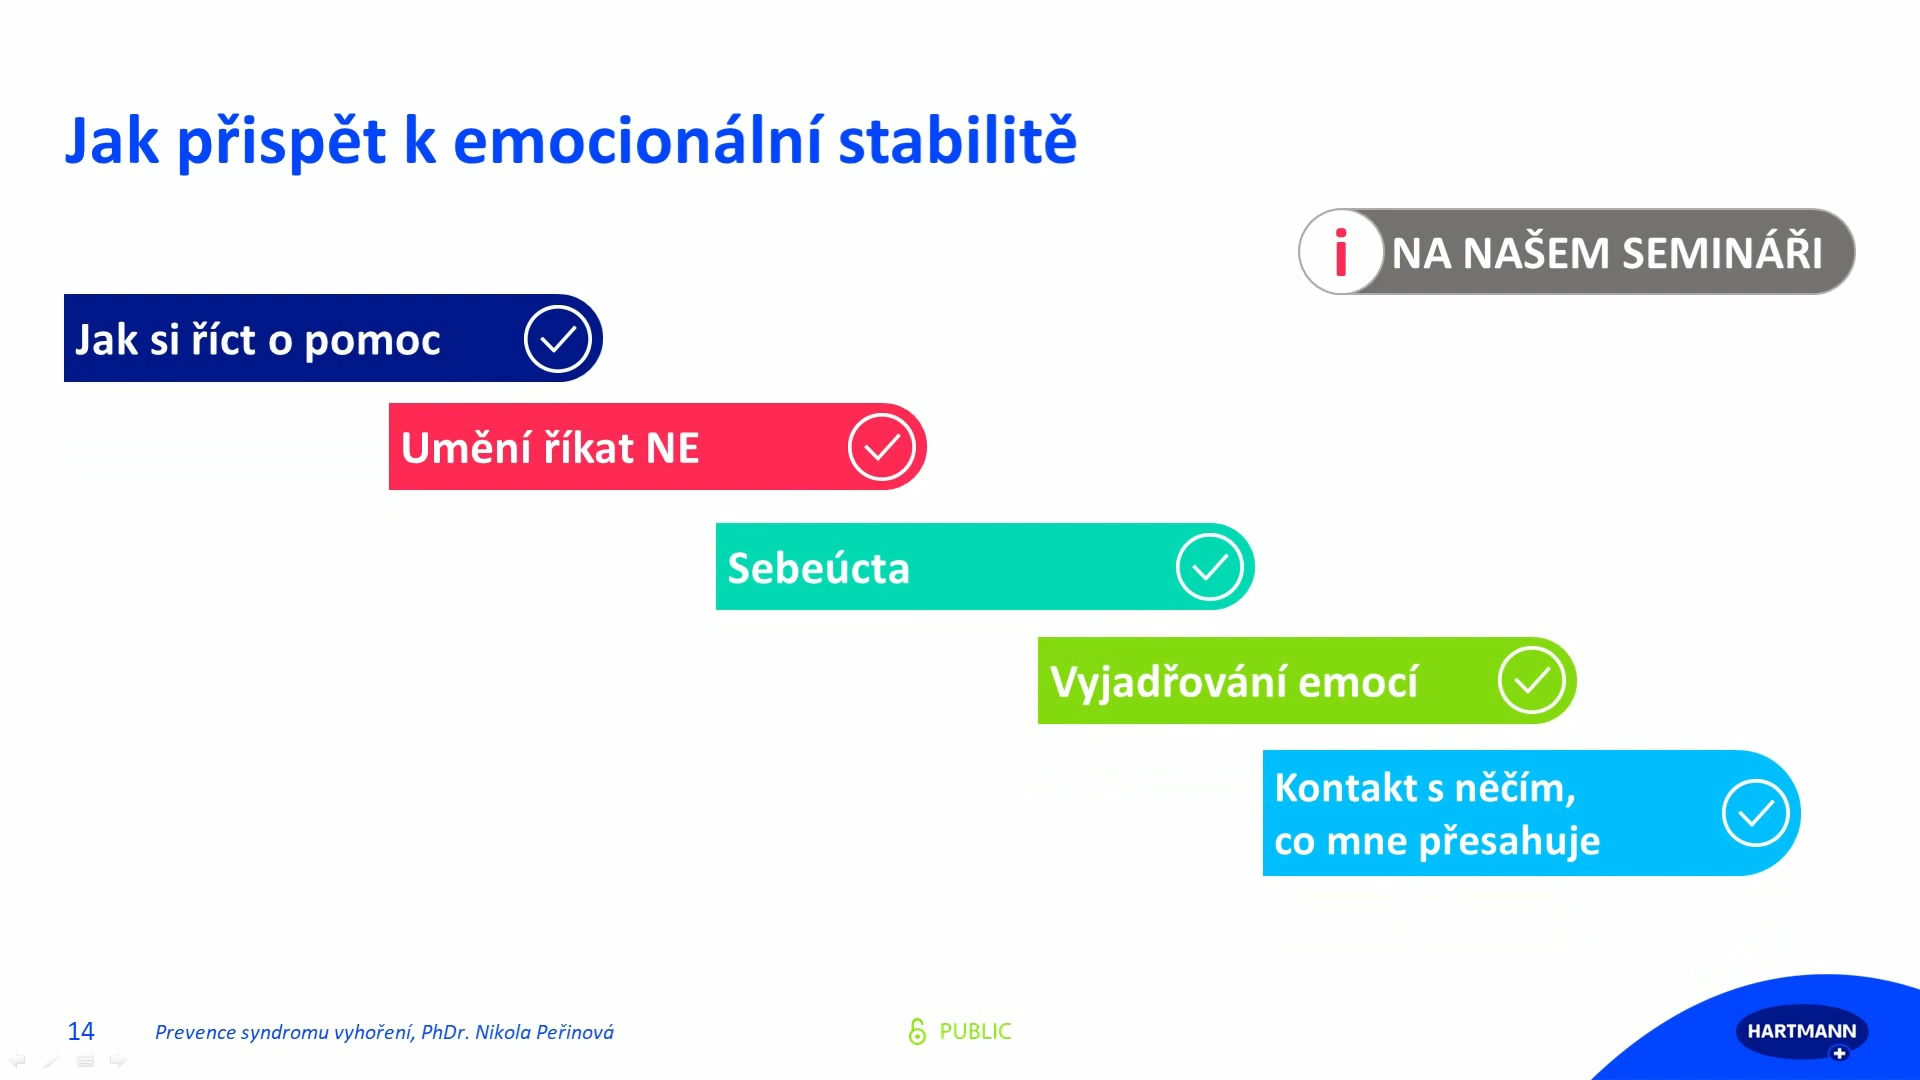 Jak přispět k emocionální stabilitě
i NA NAŠEM SEMINÁŘI
Jak si říct o pomoc
Umění říkat NE
Sebeúcta
Vyjadřování emocí
Kontakt s něčím,
co mne přesahuje
14 Prevence syndromu vyhoření, PhDr. Nikola Peřinová
PUBLIC
HARTMANN